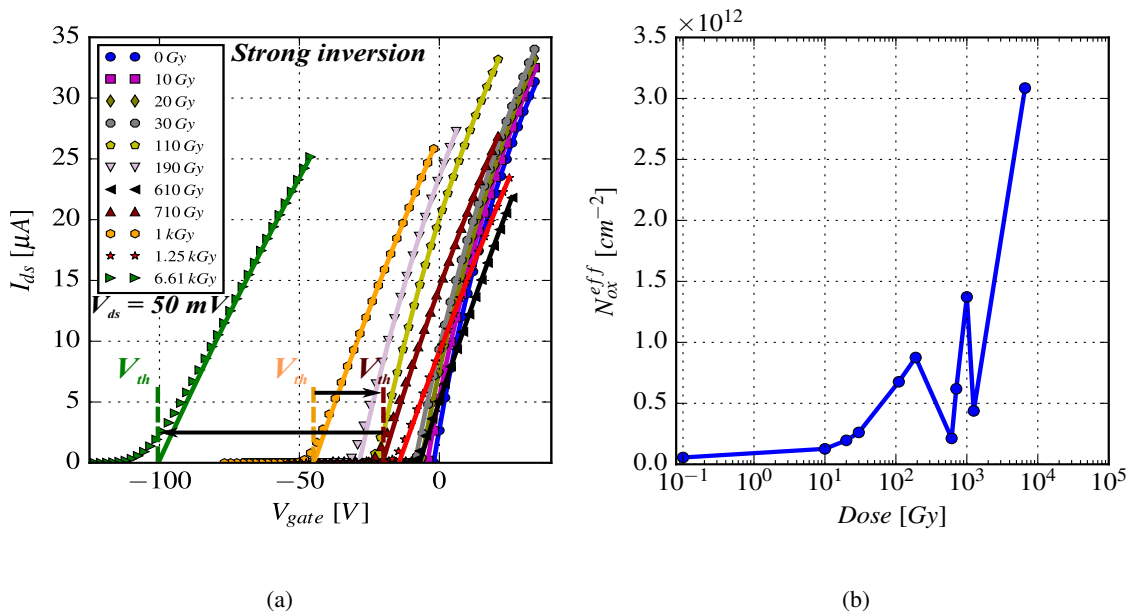 Strong inversion
0 Gy
10 Gy
20 Gy
30 Gy
110 Gy
190 Gy
610 Gy
710 Gy
1 kGy
1.25 kGy
6.61 kGy
V_ds = 50 mV
V_th
V_th
V_th
35
30
25
20
15
10
5
0
I_ds [μA]
−100
−50
0
V_gate [V]
(a)
×10^12
3.5
3.0
2.5
2.0
1.5
1.0
0.5
0.0
N_ox^eff [cm^−2]
10^−1
10^0
10^1
10^2
10^3
10^4
10^5
Dose [Gy]
(b)